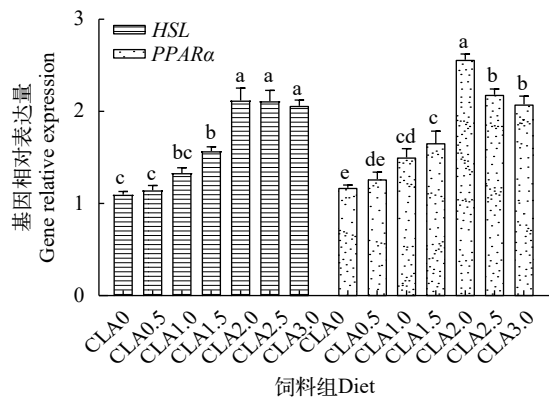 基因相对表达量
Gene relative expression
3
2
1
0
HSL
PPARα
c
c
bc
b
a
a
a
e
de
cd
c
a
b
b
CLA0
CLA0.5
CLA1.0
CLA1.5
CLA2.0
CLA2.5
CLA3.0
CLA0
CLA0.5
CLA1.0
CLA1.5
CLA2.0
CLA2.5
CLA3.0
饲料组Diet